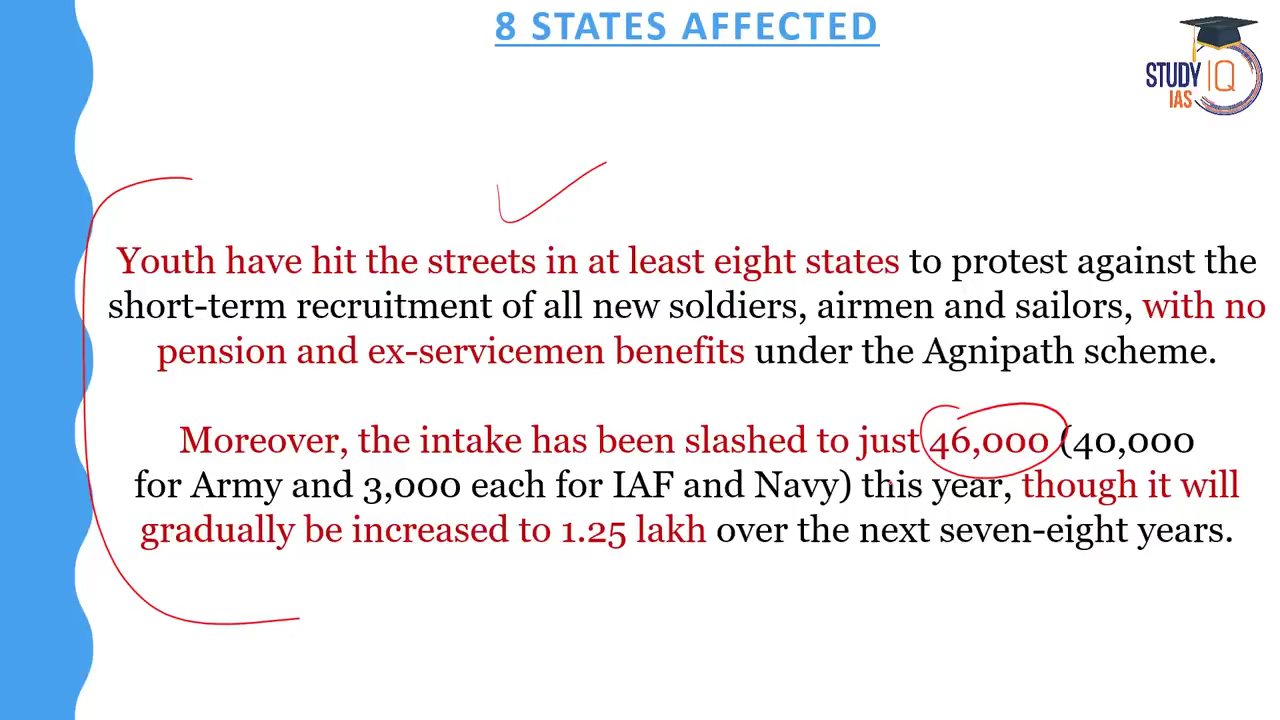 8 STATES AFFECTED
STUDY IQ
IAS
Youth have hit the streets in at least eight states to protest against the
short-term recruitment of all new soldiers, airmen and sailors, with no
pension and ex-servicemen benefits under the Agnipath scheme.
Moreover, the intake has been slashed to just 46,000 (40,000
for Army and 3,000 each for IAF and Navy) this year, though it will
gradually be increased to 1.25 lakh over the next seven-eight years.